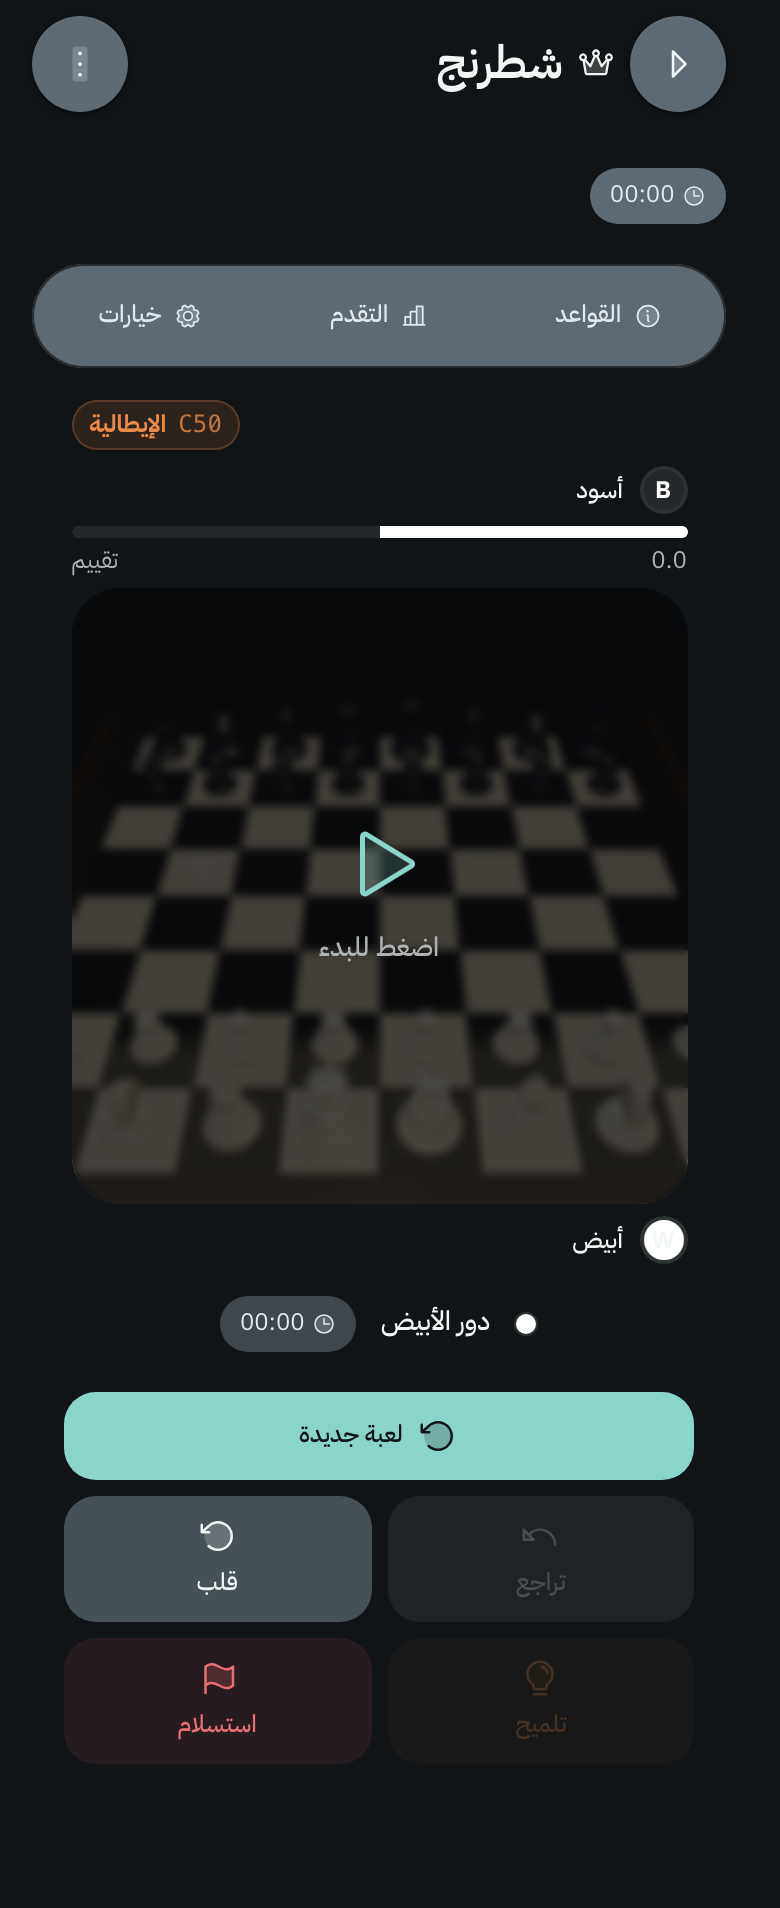 شطرنج
00:00
القواعد التقدم خيارات
C50 الإيطالية
B أسود
0.0 تقييم
اضغط للبدء
W أبيض
دور الأبيض 00:00
لعبة جديدة
تراجع قلب
تلميح استسلام